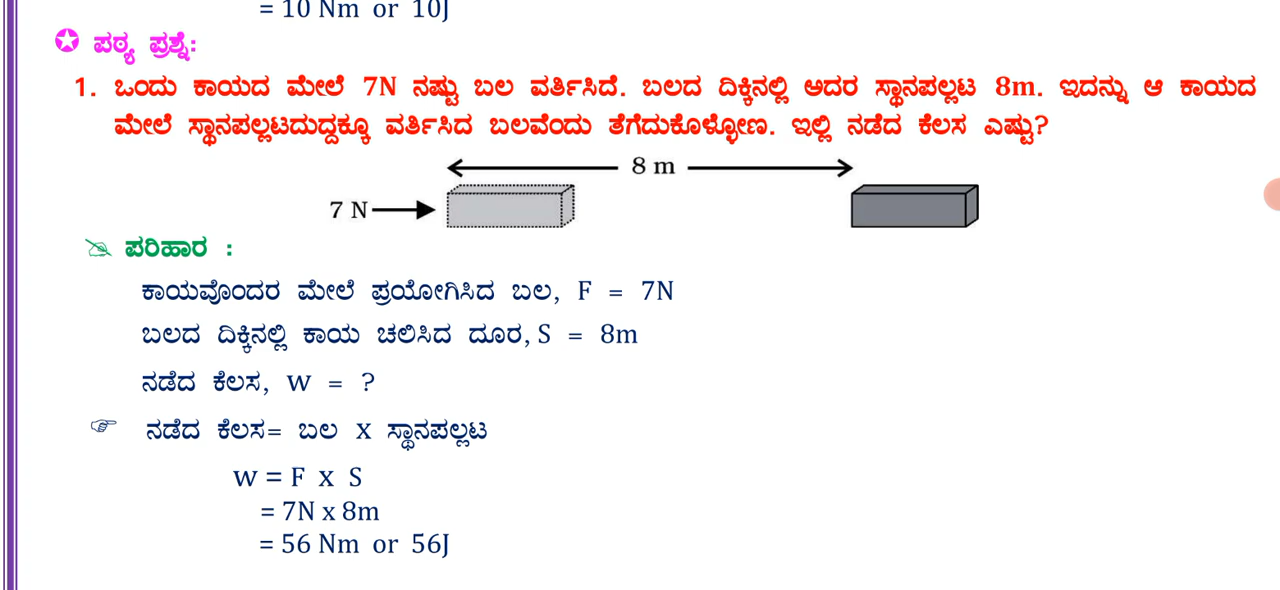 = 10 Nm or 10J
ಪಠ್ಯ ಪ್ರಶ್ನೆ:
1. ಒಂದು ಕಾಯದ ಮೇಲೆ 7N ನಷ್ಟು ಬಲ ವರ್ತಿಸಿದೆ. ಬಲದ ದಿಕ್ಕಿನಲ್ಲಿ ಅದರ ಸ್ಥಾನಪಲ್ಲಟ 8m. ಇದನ್ನು ಆ ಕಾಯದ
ಮೇಲೆ ಸ್ಥಾನಪಲ್ಲಟದುದ್ದಕ್ಕೂ ವರ್ತಿಸಿದ ಬಲವೆಂದು ತೆಗೆದುಕೊಳ್ಳೋಣ. ಇಲ್ಲಿ ನಡೆದ ಕೆಲಸ ಎಷ್ಟು?
8 m
7 N
ಪರಿಹಾರ :
ಕಾಯವೊಂದರ ಮೇಲೆ ಪ್ರಯೋಗಿಸಿದ ಬಲ, F = 7N
ಬಲದ ದಿಕ್ಕಿನಲ್ಲಿ ಕಾಯ ಚಲಿಸಿದ ದೂರ, S = 8m
ನಡೆದ ಕೆಲಸ, W = ?
ನಡೆದ ಕೆಲಸ= ಬಲ X ಸ್ಥಾನಪಲ್ಲಟ
W = F X S
= 7N x 8m
= 56 Nm or 56J